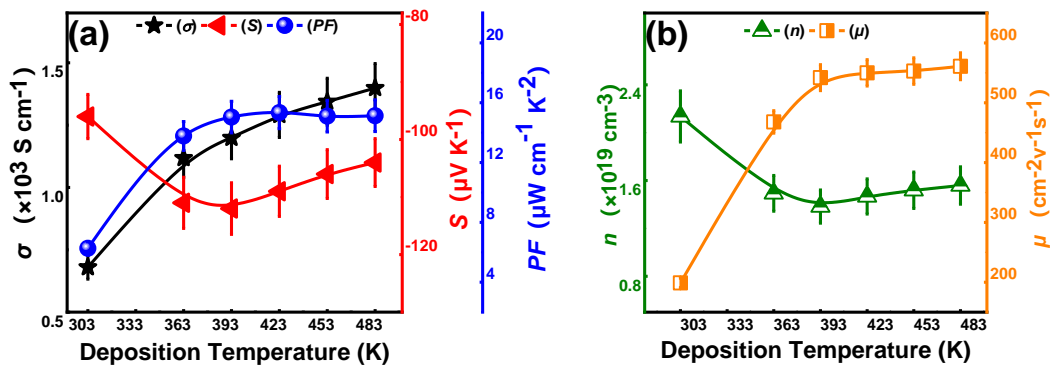 (a)
(σ) (S) (PF)
σ (×10³ S cm⁻¹)
1.5
1.0
0.5
303 333 363 393 423 453 483
Deposition Temperature (K)
-80
-100
-120
S (μV K⁻¹)
20
16
12
8
4
PF (μW cm⁻¹ K⁻²)
(b)
(n) (μ)
n (×10¹⁹ cm⁻³)
2.4
1.6
0.8
303 333 363 393 423 453 483
Deposition Temperature (K)
600
500
400
300
200
μ (cm⁻²v⁻¹s⁻¹)